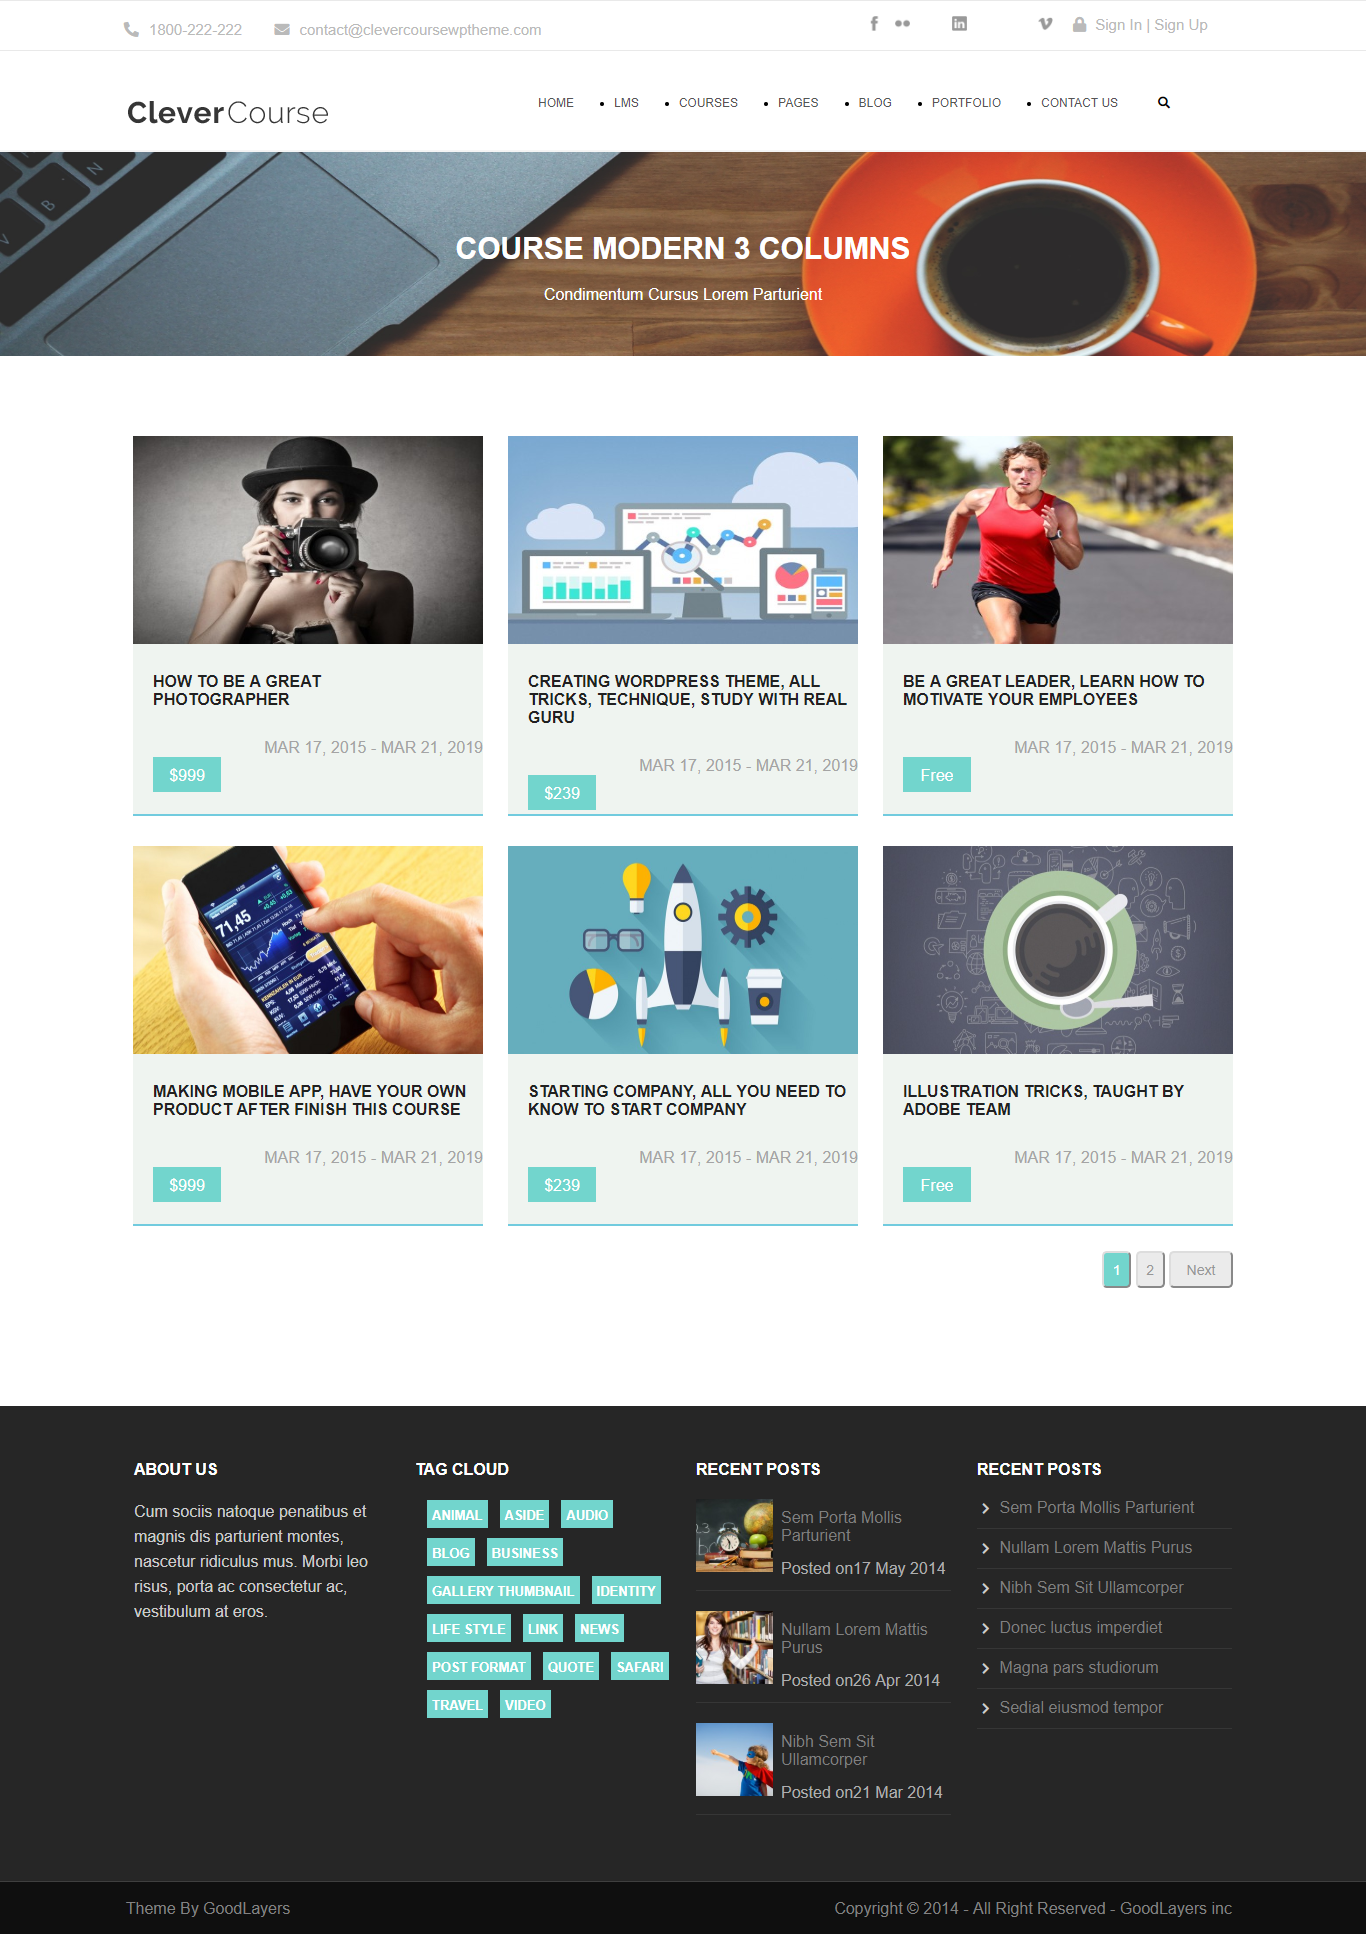 1800-222-222
contact@clevercoursewptheme.com
Sign In | Sign Up
CleverCourse
HOME
LMS
COURSES
PAGES
BLOG
PORTFOLIO
CONTACT US
COURSE MODERN 3 COLUMNS
Condimentum Cursus Lorem Parturient
HOW TO BE A GREAT
PHOTOGRAPHER
MAR 17, 2015 - MAR 21, 2019
$999
CREATING WORDPRESS THEME, ALL
TRICKS, TECHNIQUE, STUDY WITH REAL
GURU
MAR 17, 2015 - MAR 21, 2019
$239
BE A GREAT LEADER, LEARN HOW TO
MOTIVATE YOUR EMPLOYEES
MAR 17, 2015 - MAR 21, 2019
Free
71,45
MAKING MOBILE APP, HAVE YOUR OWN
PRODUCT AFTER FINISH THIS COURSE
MAR 17, 2015 - MAR 21, 2019
$999
STARTING COMPANY, ALL YOU NEED TO
KNOW TO START COMPANY
MAR 17, 2015 - MAR 21, 2019
$239
ILLUSTRATION TRICKS, TAUGHT BY
ADOBE TEAM
MAR 17, 2015 - MAR 21, 2019
Free
1
2
Next
ABOUT US
Cum sociis natoque penatibus et
magnis dis parturient montes,
nascetur ridiculus mus. Morbi leo
risus, porta ac consectetur ac,
vestibulum at eros.
TAG CLOUD
ANIMAL
ASIDE
AUDIO
BLOG
BUSINESS
GALLERY THUMBNAIL
IDENTITY
LIFE STYLE
LINK
NEWS
POST FORMAT
QUOTE
SAFARI
TRAVEL
VIDEO
RECENT POSTS
Sem Porta Mollis
Parturient
Posted on17 May 2014
Nullam Lorem Mattis
Purus
Posted on26 Apr 2014
Nibh Sem Sit
Ullamcorper
Posted on21 Mar 2014
RECENT POSTS
Sem Porta Mollis Parturient
Nullam Lorem Mattis Purus
Nibh Sem Sit Ullamcorper
Donec luctus imperdiet
Magna pars studiorum
Sedial eiusmod tempor
Theme By GoodLayers
Copyright © 2014 - All Right Reserved - GoodLayers inc